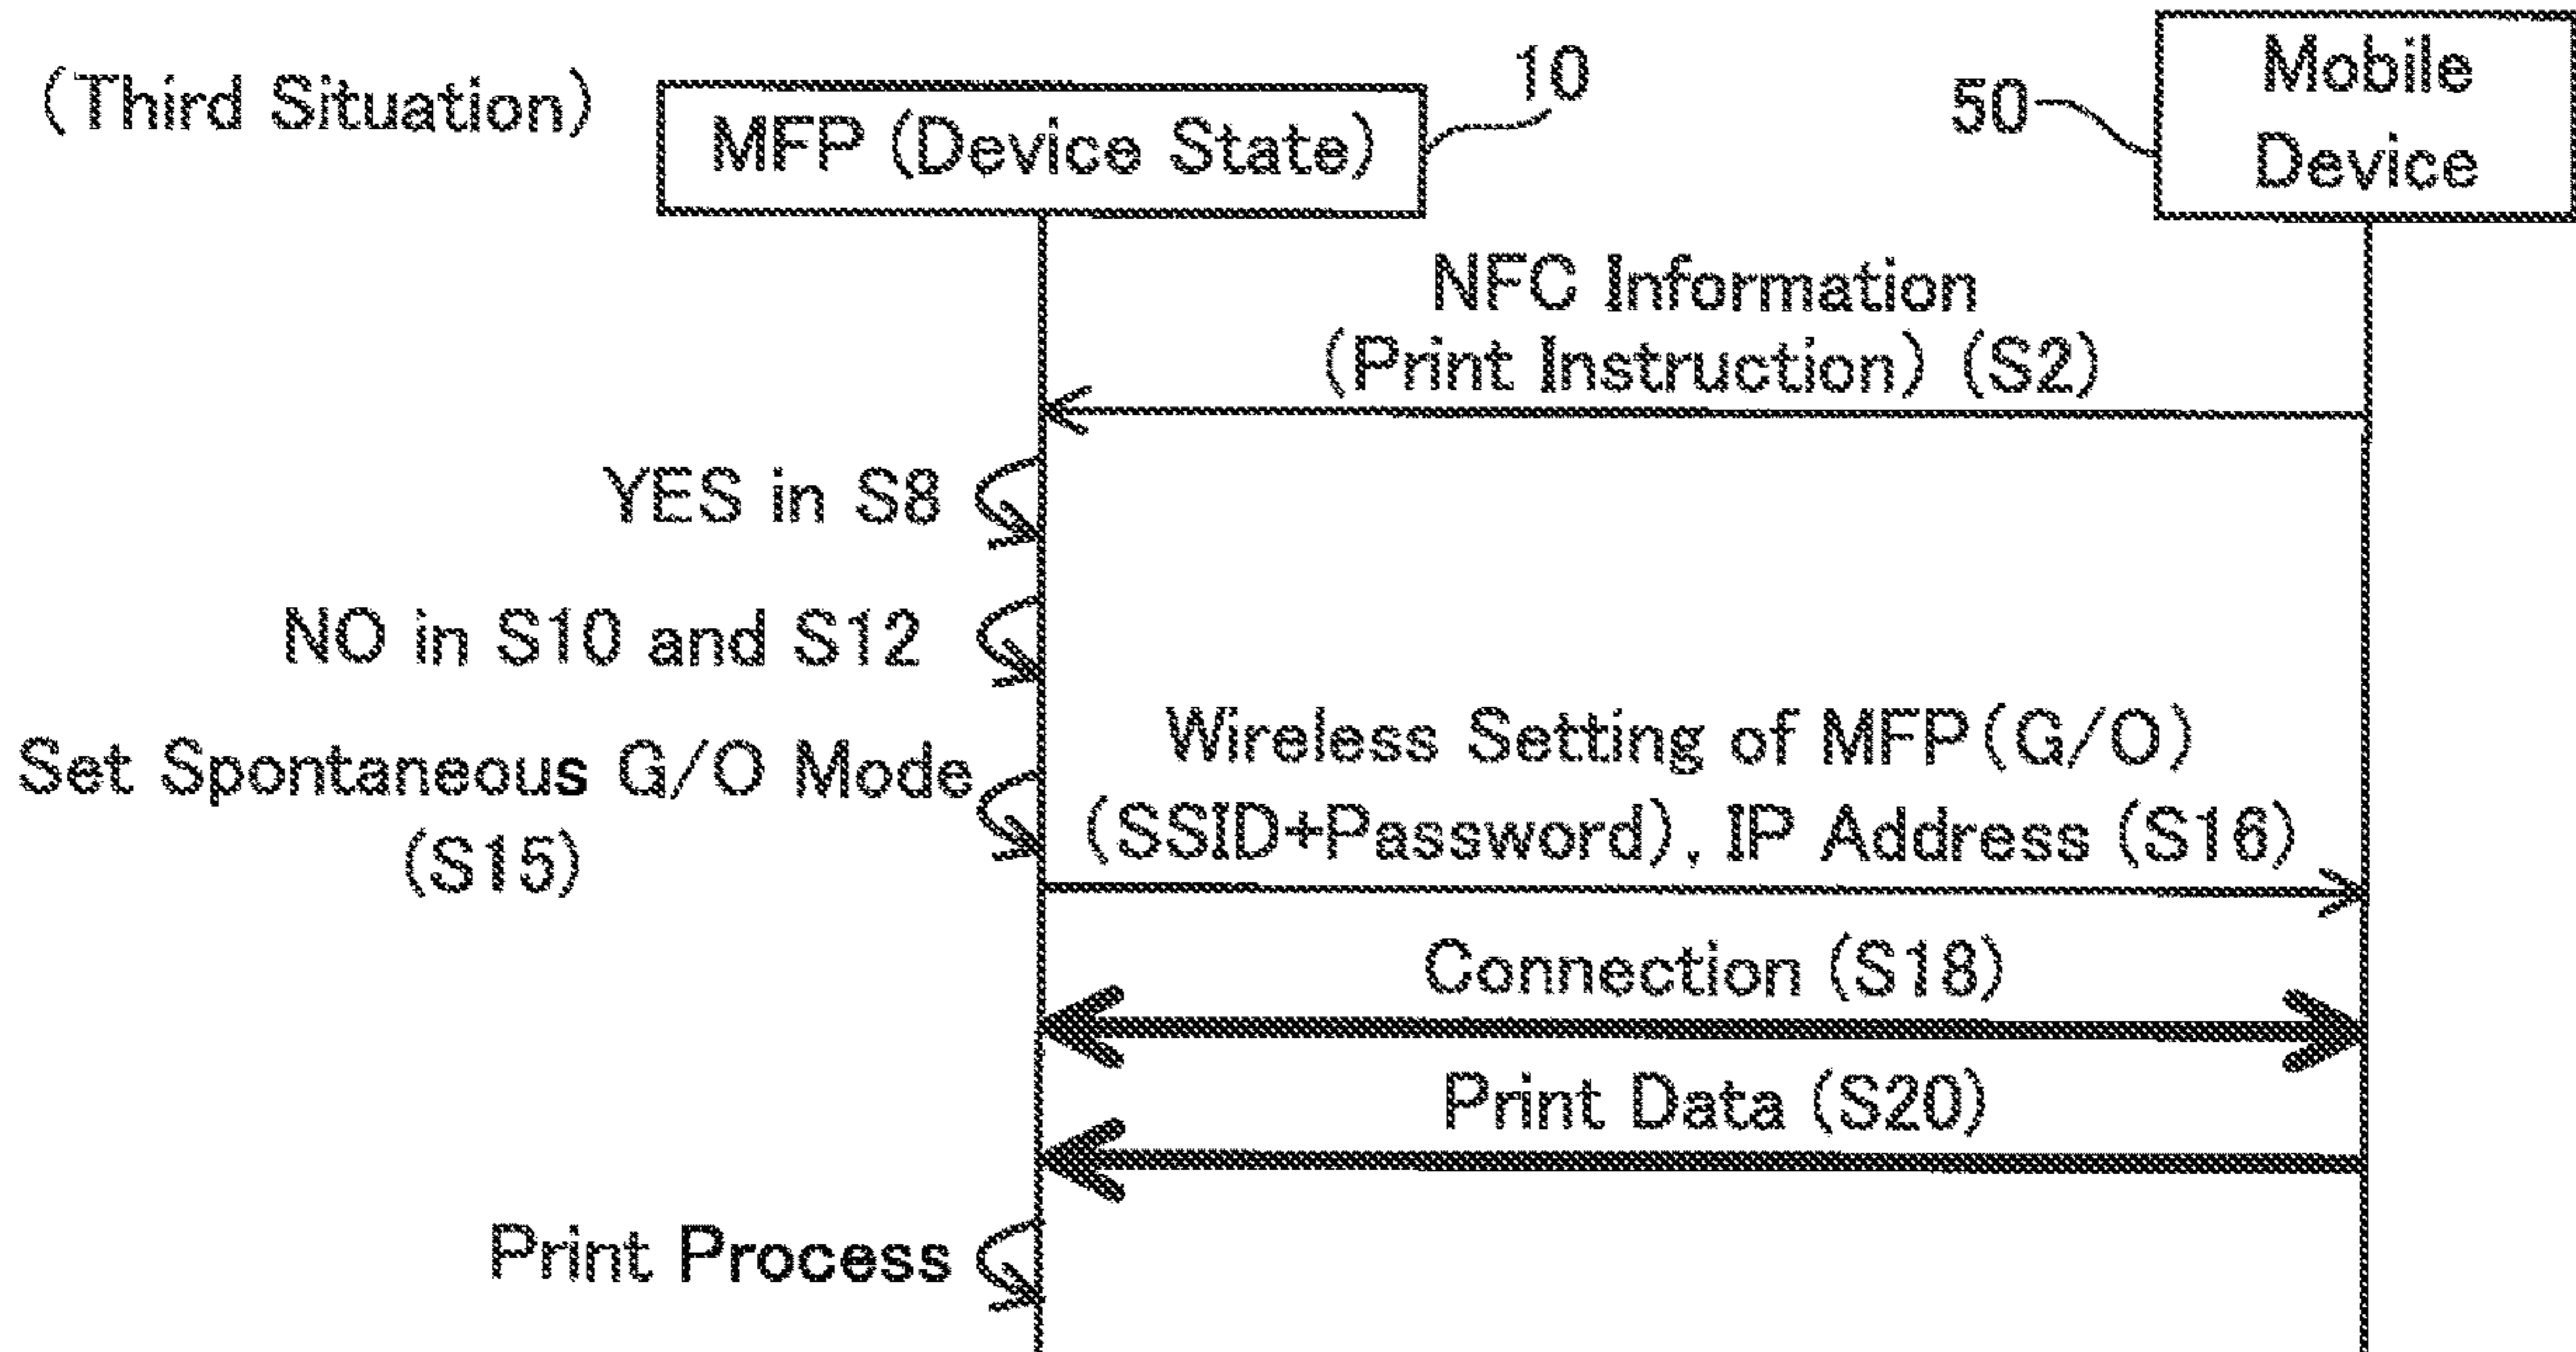 (Third Situation)
MFP (Device State)
10
50
Mobile
Device
NFC Information
(Print Instruction) (S2)
YES in S8
NO in S10 and S12
Set Spontaneous G/O Mode
(S15)
Wireless Setting of MFP(G/O)
(SSID+Password), IP Address (S16)
Connection (S18)
Print Data (S20)
Print Process